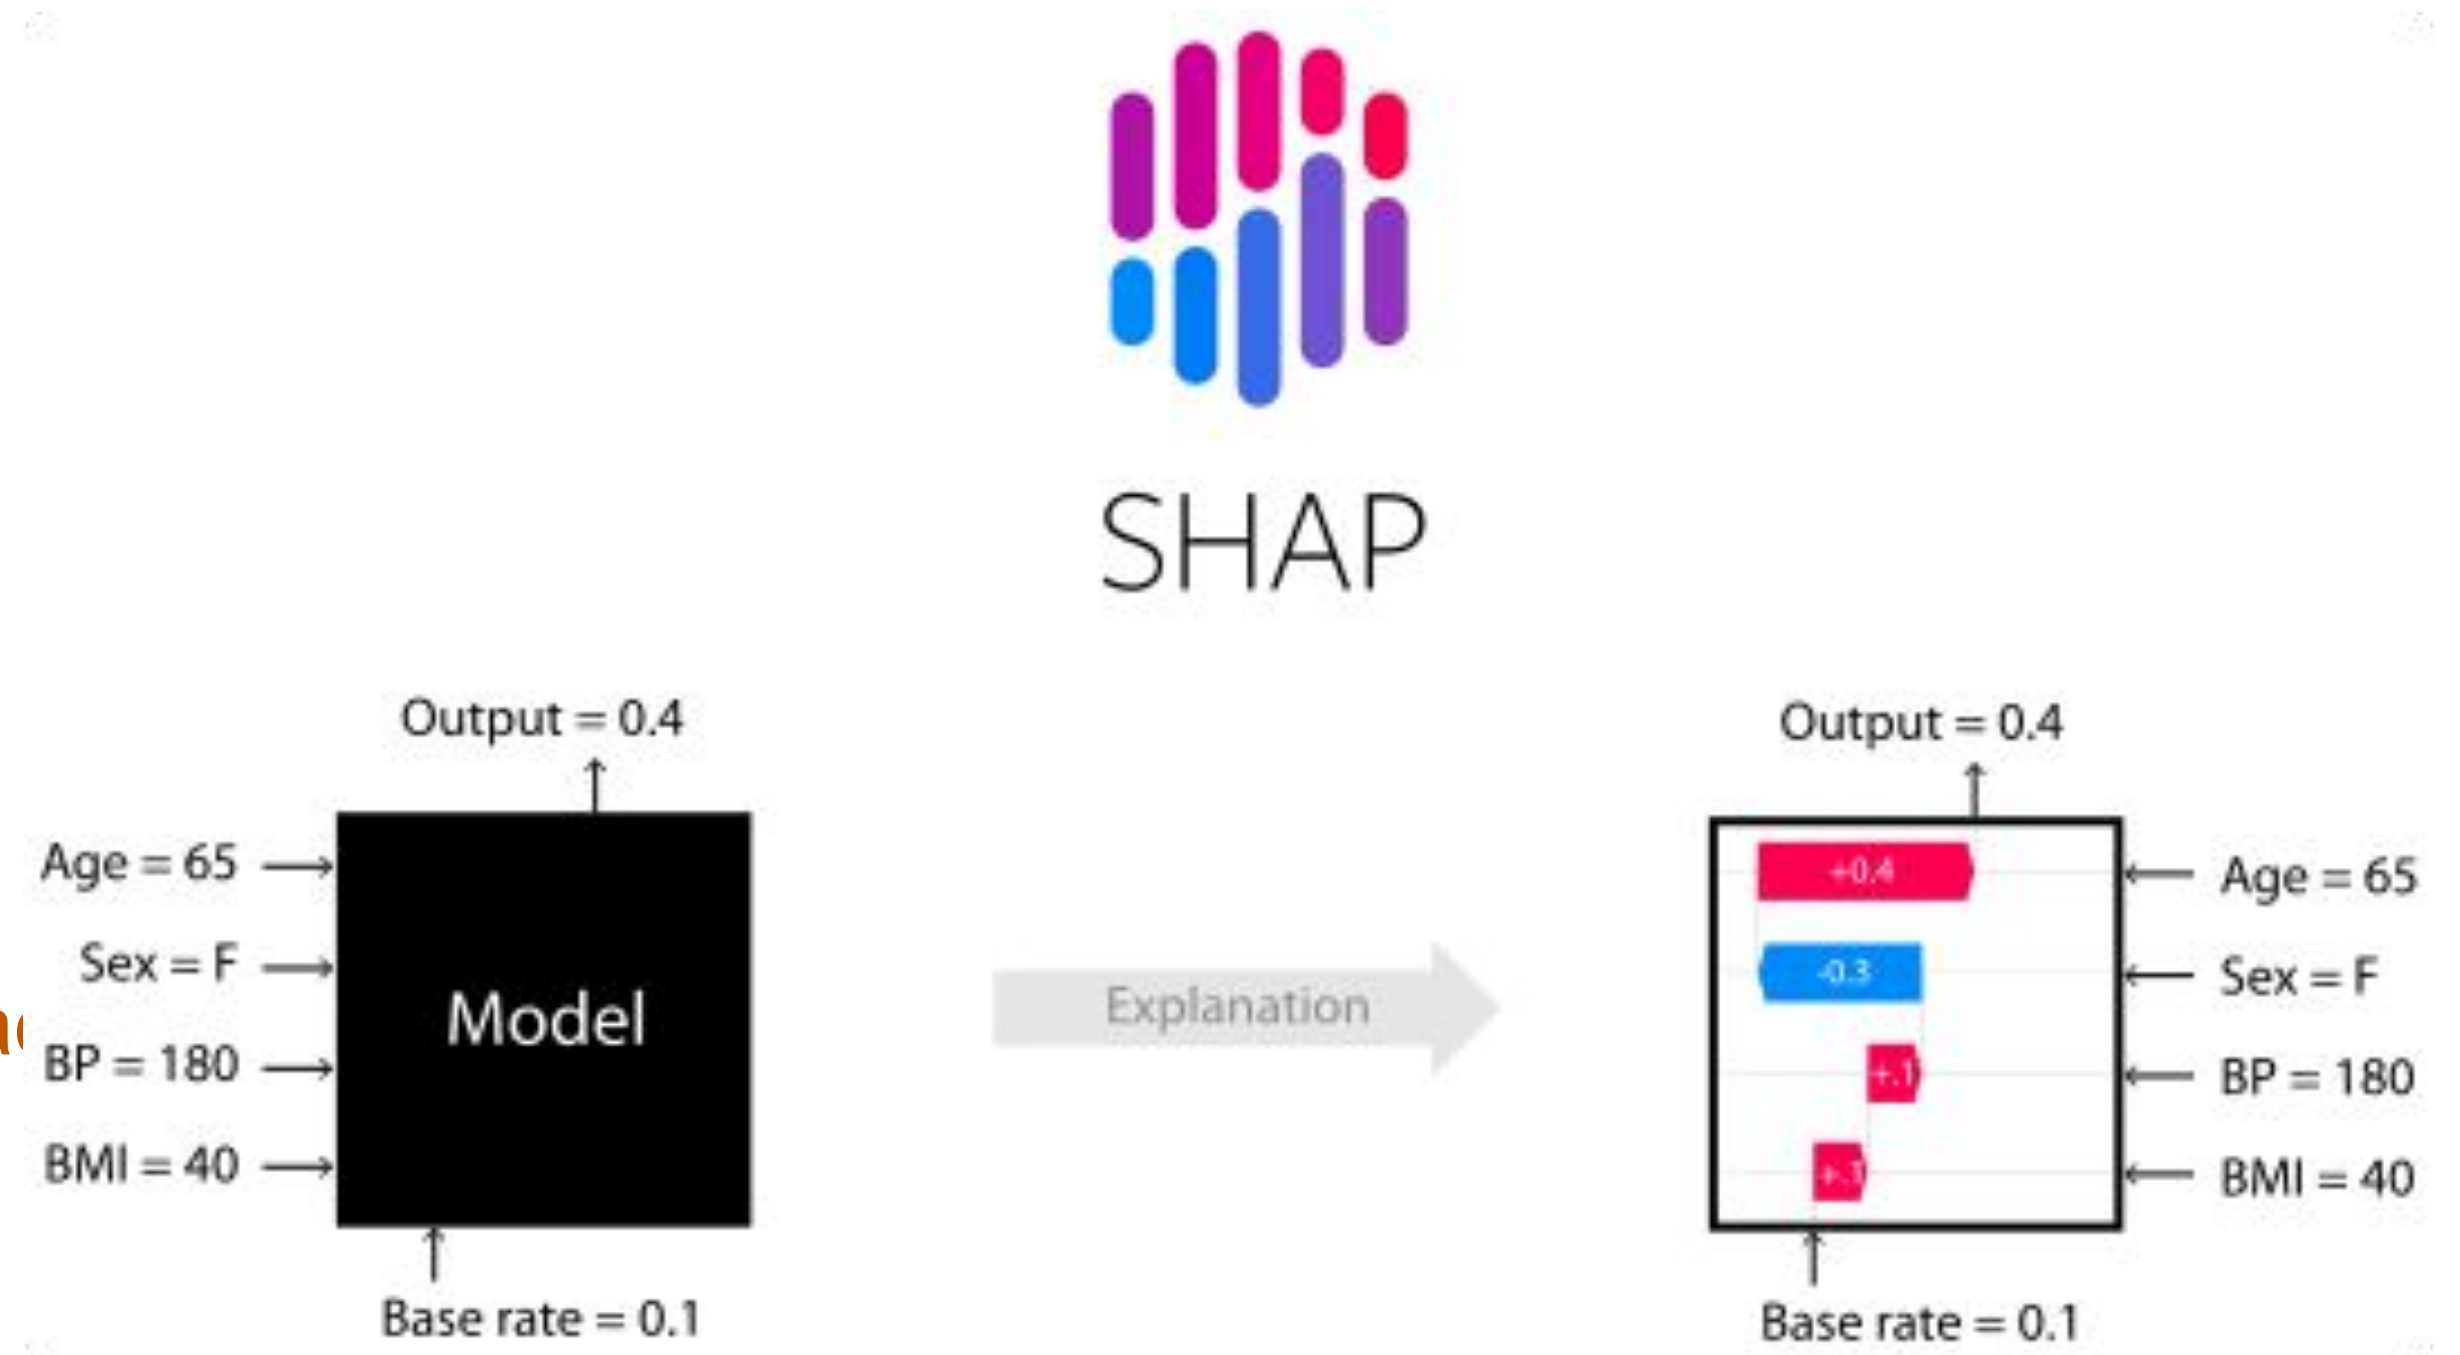 SHAP
Output = 0.4
Age = 65
Sex = F
BP = 180
BMI = 40
Model
Base rate = 0.1
Explanation
Output = 0.4
+0.4
-0.3
+.1
+.1
Age = 65
Sex = F
BP = 180
BMI = 40
Base rate = 0.1